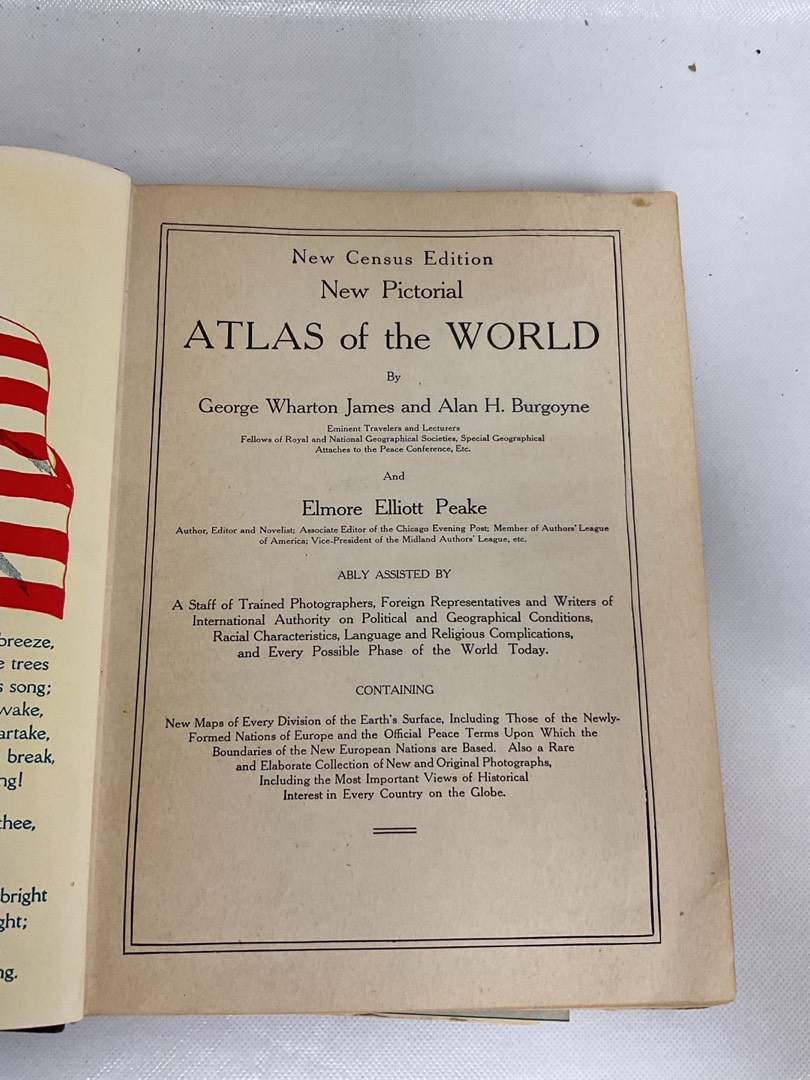 breeze,
trees
song;
wake,
break,
thee,
bright
New Census Edition
New Pictorial
ATLAS of the WORLD
By
George Wharton James and Alan H. Burgoyne
Eminent Travelers and Lecturers
Fellows of Royal and National Geographical Societies, Special Geographical
Attaches to the Peace Conference, Etc.
And
Elmore Elliott Peake
Author, Editor and Novelist; Associate Editor of the Chicago Evening Post; Member of Authors' League
of America; Vice-President of the Midland Authors' League, etc.
ABLY ASSISTED BY
A Staff of Trained Photographers, Foreign Representatives and Writers of
International Authority on Political and Geographical Conditions,
Racial Characteristics, Language and Religious Complications,
and Every Possible Phase of the World Today.
CONTAINING
New Maps of Every Division of the Earth's Surface, Including Those of the Newly-
Formed Nations of Europe and the Official Peace Terms Upon Which the
Boundaries of the New European Nations are Based. Also a Rare
and Elaborate Collection of New and Original Photographs,
Including the Most Important Views of Historical
Interest in Every Country on the Globe.